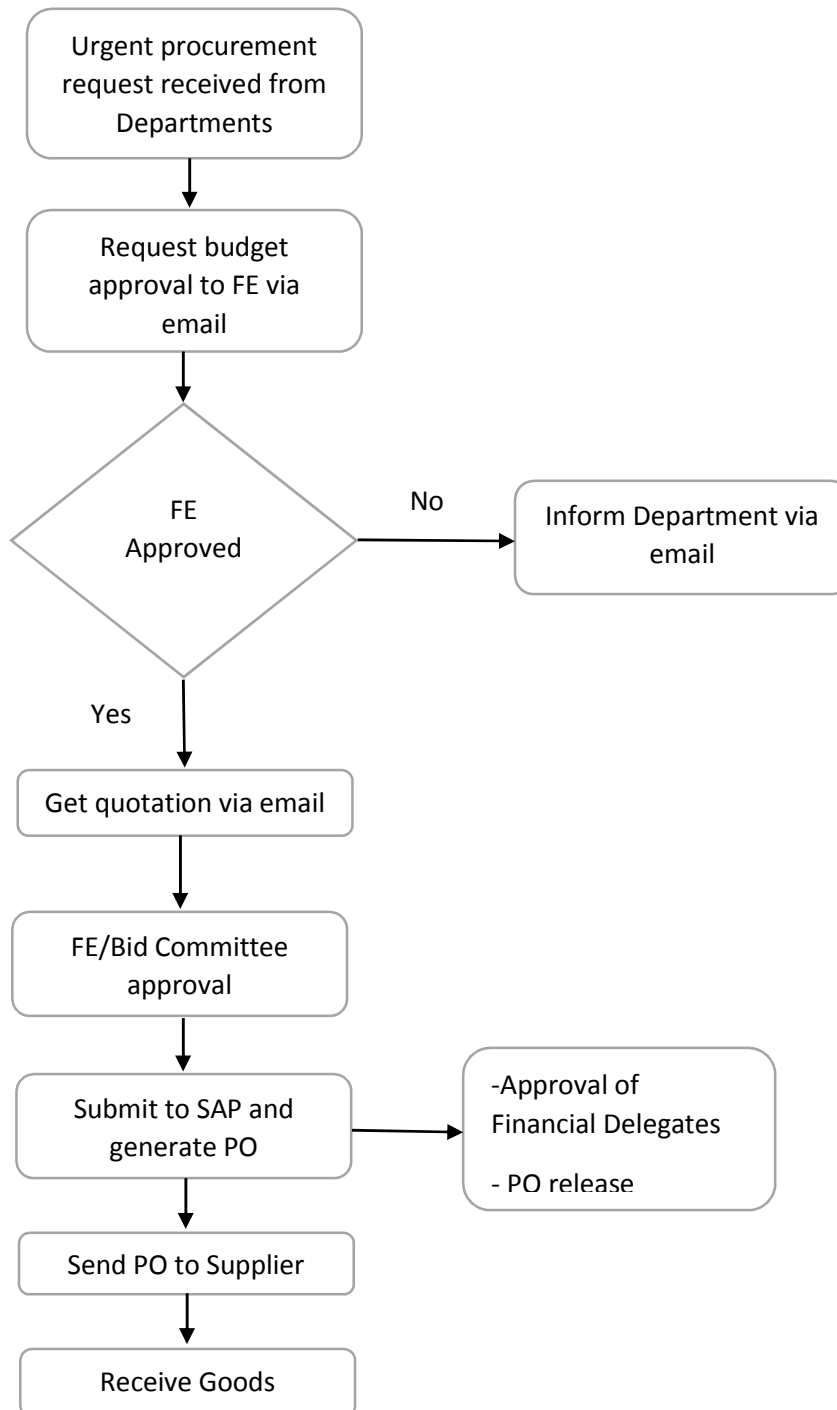 Urgent procurement
request received from
Departments
Request budget
approval to FE via
email
FE
Approved
No
Inform Department via
email
Yes
Get quotation via email
FE/Bid Committee
approval
Submit to SAP and
generate PO
-Approval of
Financial Delegates
- PO release
Send PO to Supplier
Receive Goods